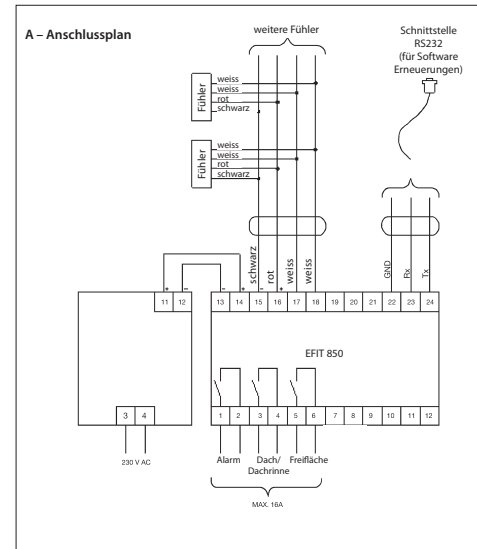 A – Anschlussplan
weitere Fühler
Schnittstelle
RS232
(für Software
Erneuerungen)
Fühler
weiss
weiss
rot
schwarz
Fühler
weiss
weiss
rot
schwarz
schwarz
rot
weiss
weiss
GND
Rx
Tx
+ – – + – +
11 12 13 14 15 16 17 18 19 20 21 22 23 24
EFIT 850
3 4 1 2 3 4 5 6 7 8 9 10 11 12
230 V AC
Alarm
Dach/
Dachrinne
Freifläche
MAX. 16A